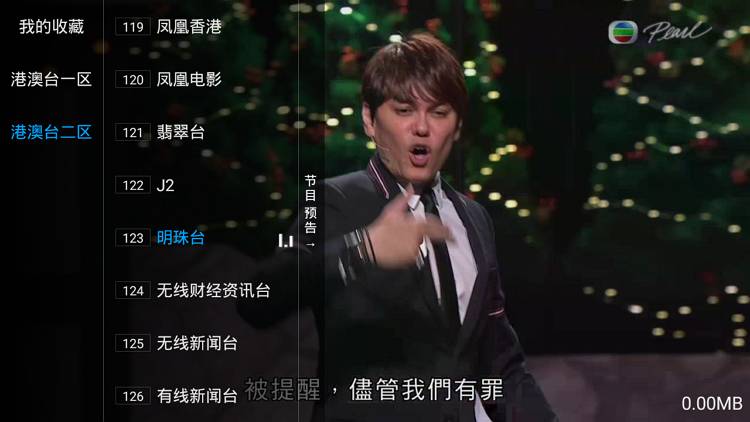 我的收藏
港澳台一区
港澳台二区
119 凤凰香港
120 凤凰电影
121 翡翠台
122 J2
123 明珠台
124 无线财经资讯台
125 无线新闻台
126 有线新闻台
节目预告→
Pearl
被提醒，儘管我們有罪
0.00MB